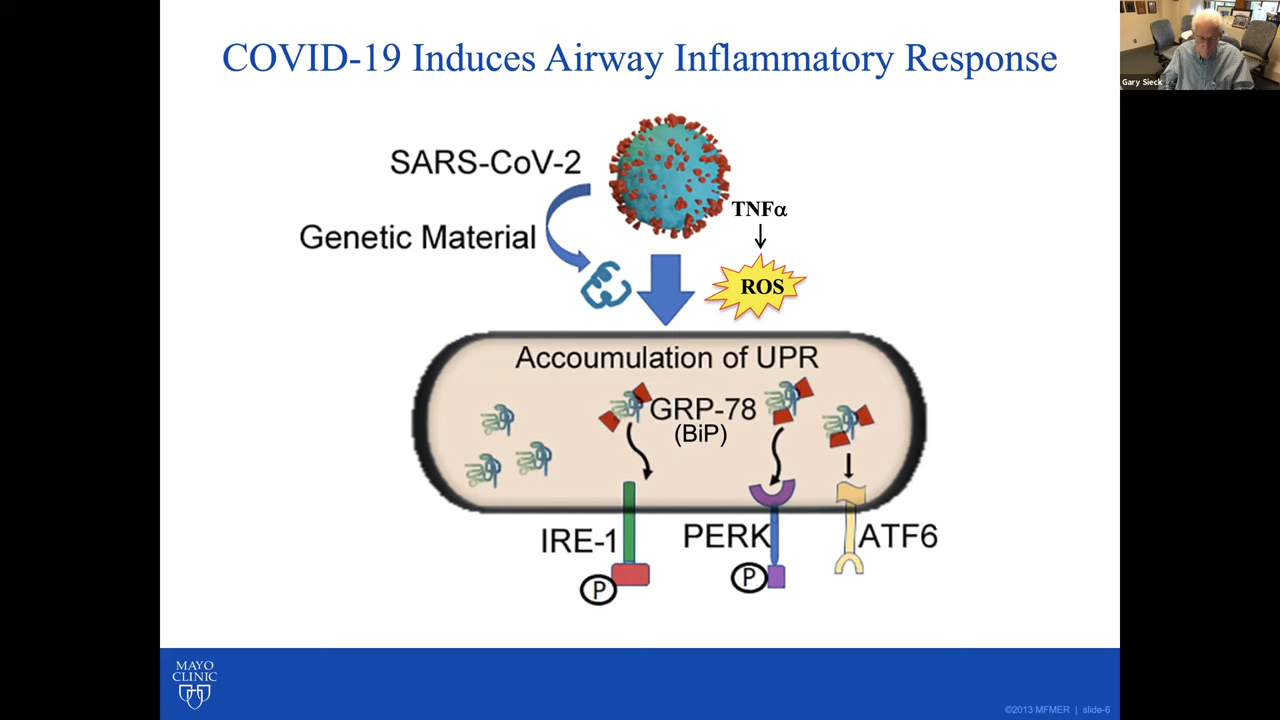 COVID-19 Induces Airway Inflammatory Response
Gary Sieck
SARS-CoV-2
TNFα
Genetic Material
ROS
Accoumulation of UPR
GRP-78
(BiP)
IRE-1
PERK
ATF6
P
P
MAYO
CLINIC
©2013 MFMER | slide-6